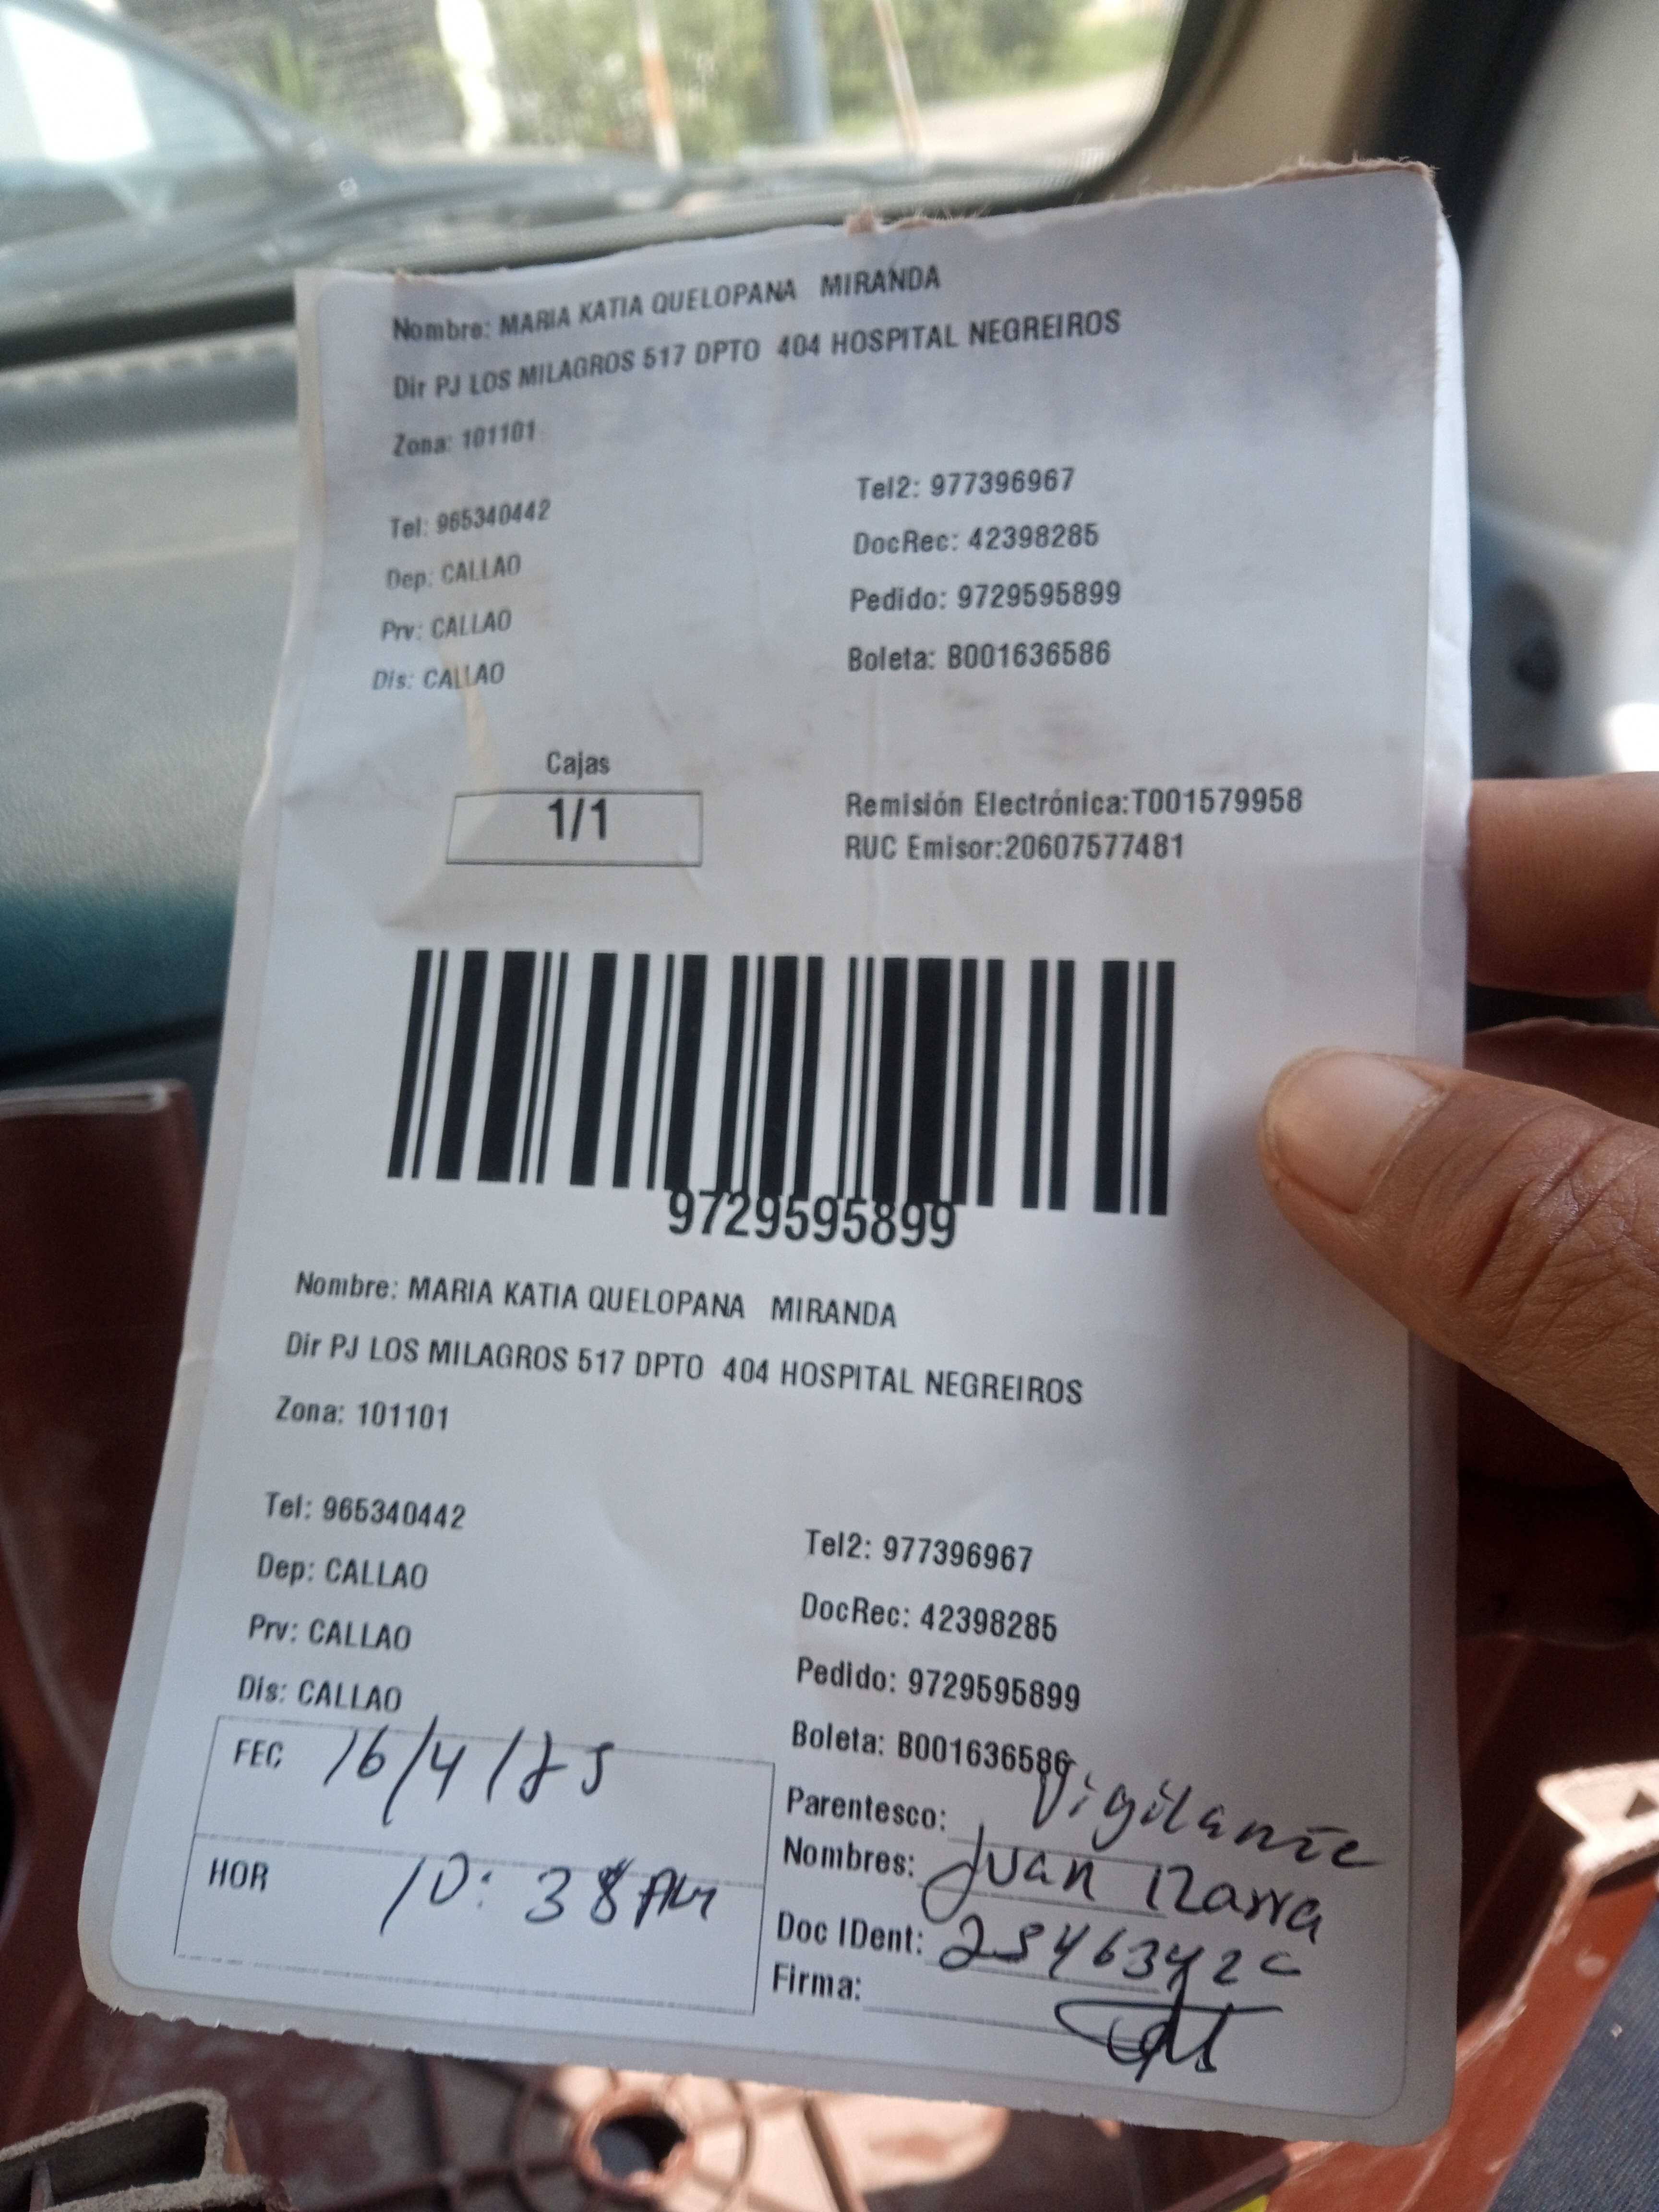 Nombre: MARIA KATIA QUELOPANA MIRANDA
Dir PJ LOS MILAGROS 517 DPTO 404 HOSPITAL NEGREIROS
Zona: 101101
Tel: 965340442
Tel2: 977396967
Dep: CALLAO
DocRec: 42398285
Prv: CALLAO
Pedido: 9729595899
Dis: CALLAO
Boleta: B001636586
Cajas
1/1
Remisión Electrónica:T001579958
RUC Emisor:20607577481
9729595899
Nombre: MARIA KATIA QUELOPANA MIRANDA
Dir PJ LOS MILAGROS 517 DPTO 404 HOSPITAL NEGREIROS
Zona: 101101
Tel: 965340442
Tel2: 977396967
Dep: CALLAO
DocRec: 42398285
Prv: CALLAO
Pedido: 9729595899
Dis: CALLAO
Boleta: B001636586
FEC 16/4/25
Parentesco: Vigilante
Nombres: Juan Izarra
HOR 10:38 AM
Doc IDent:
Firma: